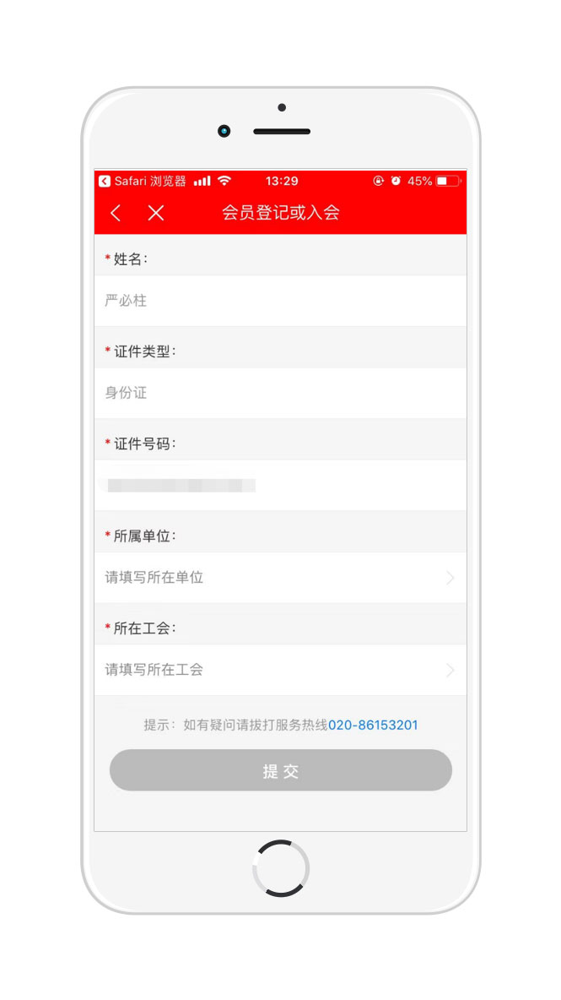 Safari 浏览器 13:29 45%
会员登记或入会
*姓名:
严必柱
*证件类型:
身份证
*证件号码:
*所属单位:
请填写所在单位
*所在工会:
请填写所在工会
提示:如有疑问请拔打服务热线020-86153201
提交